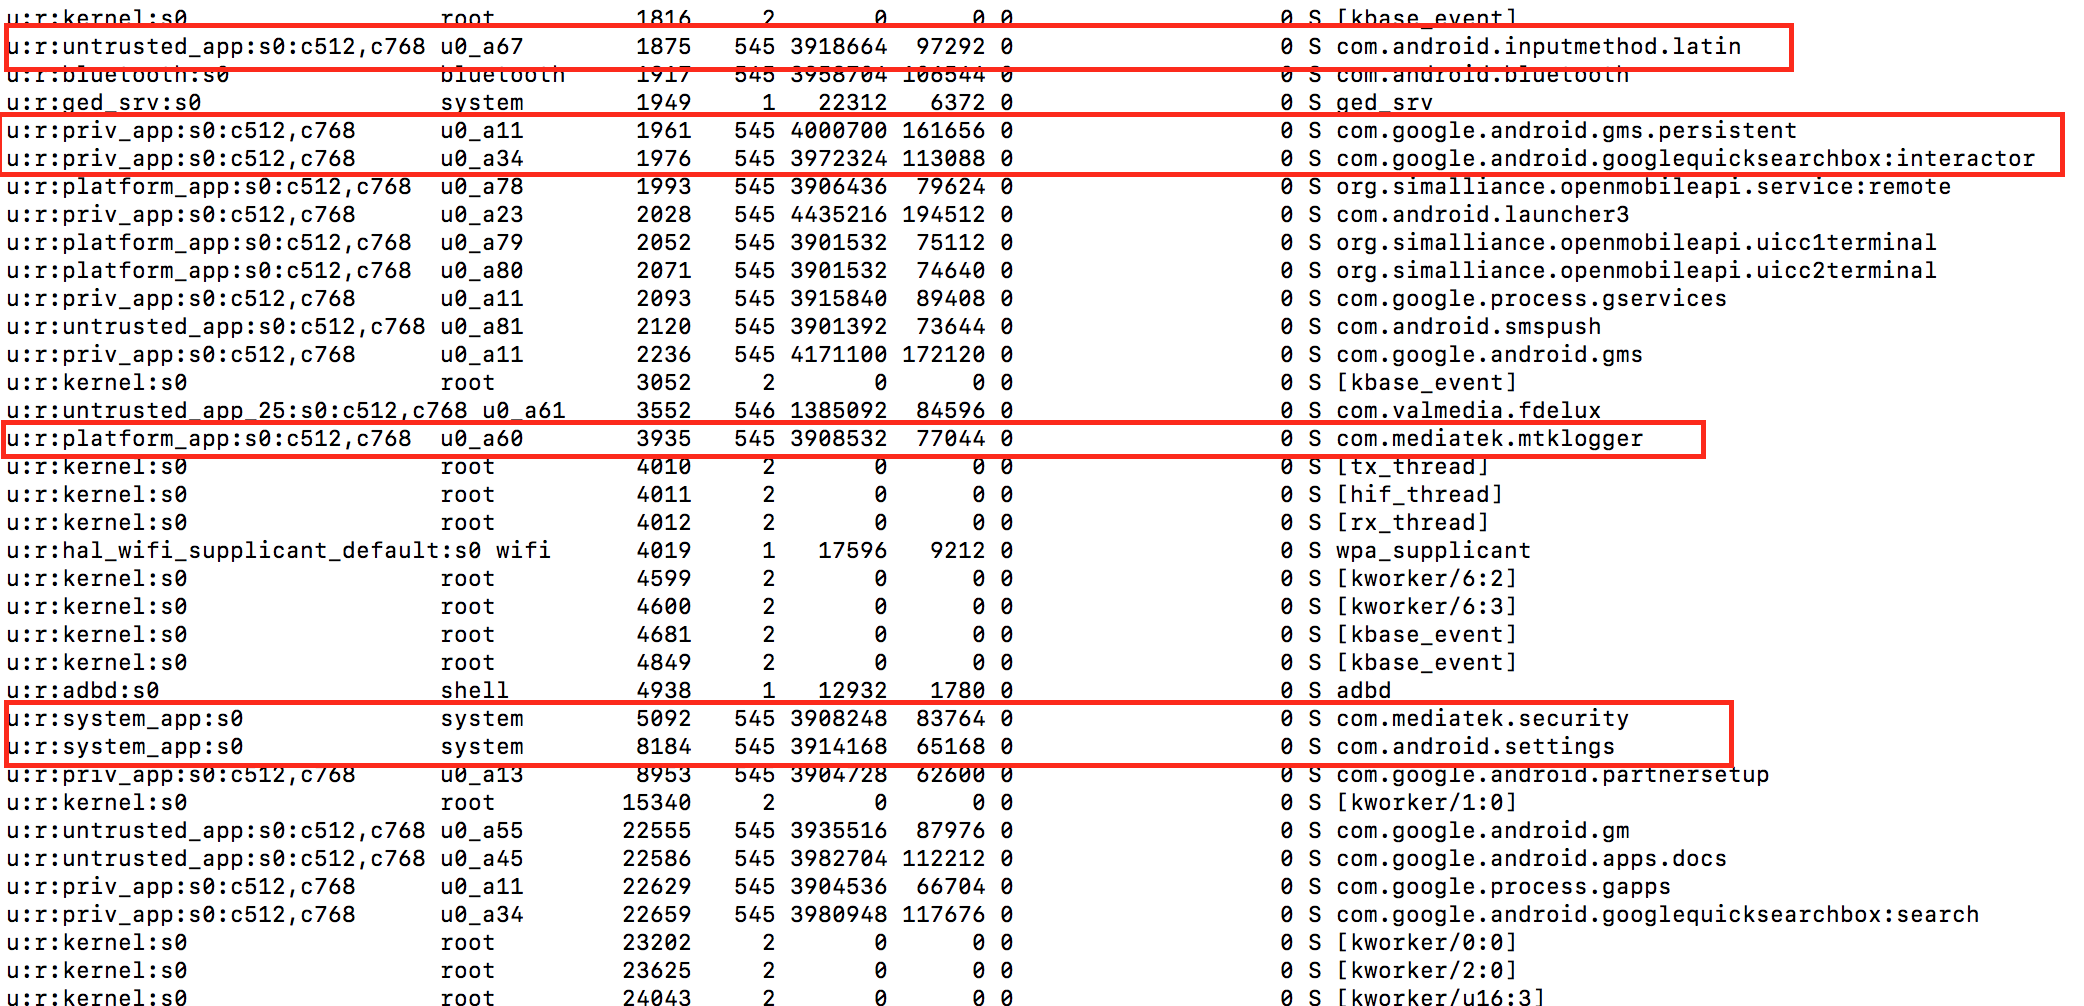 u:r:kernel:s0 root 1816 2 0 0 0 0 S [kbase_event]
u:r:untrusted_app:s0:c512,c768 u0_a67 1875 545 3918664 97292 0 0 S com.android.inputmethod.latin
u:r:bluetooth:s0 bluetooth 1917 545 3958704 106544 0 0 S com.android.bluetooth
u:r:ged_srv:s0 system 1949 1 22312 6372 0 0 S ged_srv
u:r:priv_app:s0:c512,c768 u0_a11 1961 545 4000700 161656 0 0 S com.google.android.gms.persistent
u:r:priv_app:s0:c512,c768 u0_a34 1976 545 3972324 113088 0 0 S com.google.android.googlequicksearchbox:interactor
u:r:platform_app:s0:c512,c768 u0_a78 1993 545 3906436 79624 0 0 S org.simalliance.openmobileapi.service:remote
u:r:priv_app:s0:c512,c768 u0_a23 2028 545 4435216 194512 0 0 S com.android.launcher3
u:r:platform_app:s0:c512,c768 u0_a79 2052 545 3901532 75112 0 0 S org.simalliance.openmobileapi.uicc1terminal
u:r:platform_app:s0:c512,c768 u0_a80 2071 545 3901532 74640 0 0 S org.simalliance.openmobileapi.uicc2terminal
u:r:priv_app:s0:c512,c768 u0_a11 2093 545 3915840 89408 0 0 S com.google.process.gservices
u:r:untrusted_app:s0:c512,c768 u0_a81 2120 545 3901392 73644 0 0 S com.android.smspush
u:r:priv_app:s0:c512,c768 u0_a11 2236 545 4171100 172120 0 0 S com.google.android.gms
u:r:kernel:s0 root 3052 2 0 0 0 0 S [kbase_event]
u:r:untrusted_app_25:s0:c512,c768 u0_a61 3552 546 1385092 84596 0 0 S com.valmedia.fdelux
u:r:platform_app:s0:c512,c768 u0_a60 3935 545 3908532 77044 0 0 S com.mediatek.mtklogger
u:r:kernel:s0 root 4010 2 0 0 0 0 S [tx_thread]
u:r:kernel:s0 root 4011 2 0 0 0 0 S [hif_thread]
u:r:kernel:s0 root 4012 2 0 0 0 0 S [rx_thread]
u:r:hal_wifi_supplicant_default:s0 wifi 4019 1 17596 9212 0 0 S wpa_supplicant
u:r:kernel:s0 root 4599 2 0 0 0 0 S [kworker/6:2]
u:r:kernel:s0 root 4600 2 0 0 0 0 S [kworker/6:3]
u:r:kernel:s0 root 4681 2 0 0 0 0 S [kbase_event]
u:r:kernel:s0 root 4849 2 0 0 0 0 S [kbase_event]
u:r:adbd:s0 shell 4938 1 12932 1780 0 0 S adbd
u:r:system_app:s0 system 5092 545 3908248 83764 0 0 S com.mediatek.security
u:r:system_app:s0 system 8184 545 3914168 65168 0 0 S com.android.settings
u:r:priv_app:s0:c512,c768 u0_a13 8953 545 3904728 62600 0 0 S com.google.android.partnersetup
u:r:kernel:s0 root 15340 2 0 0 0 0 S [kworker/1:0]
u:r:untrusted_app:s0:c512,c768 u0_a55 22555 545 3935516 87976 0 0 S com.google.android.gm
u:r:untrusted_app:s0:c512,c768 u0_a45 22586 545 3982704 112212 0 0 S com.google.android.apps.docs
u:r:priv_app:s0:c512,c768 u0_a11 22629 545 3904536 66704 0 0 S com.google.process.gapps
u:r:priv_app:s0:c512,c768 u0_a34 22659 545 3980948 117676 0 0 S com.google.android.googlequicksearchbox:search
u:r:kernel:s0 root 23202 2 0 0 0 0 S [kworker/0:0]
u:r:kernel:s0 root 23625 2 0 0 0 0 S [kworker/2:0]
u:r:kernel:s0 root 24043 2 0 0 0 0 S [kworker/u16:3]